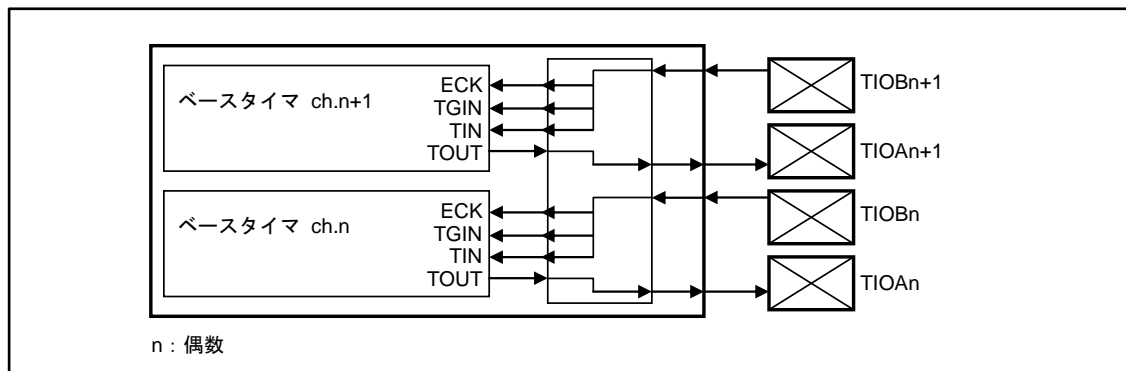 ベースタイマ ch.n+1
ECK
TGIN
TIN
TOUT
TIOBn+1
TIOAn+1
ベースタイマ ch.n
ECK
TGIN
TIN
TOUT
TIOBn
TIOAn
n : 偶数